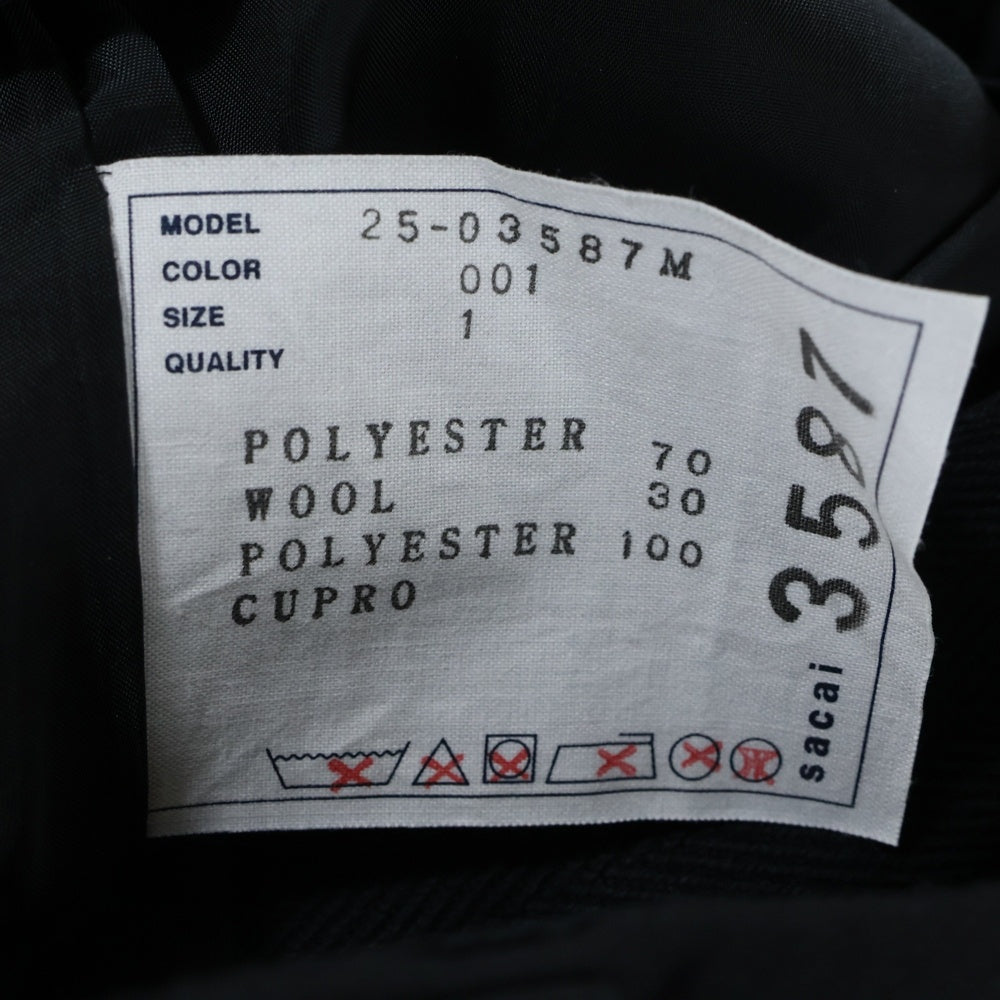 MODEL 25-03587M
COLOR 001
SIZE 1
QUALITY
POLYESTER 70
WOOL 30
POLYESTER 100
CUPRO
sacai 3587